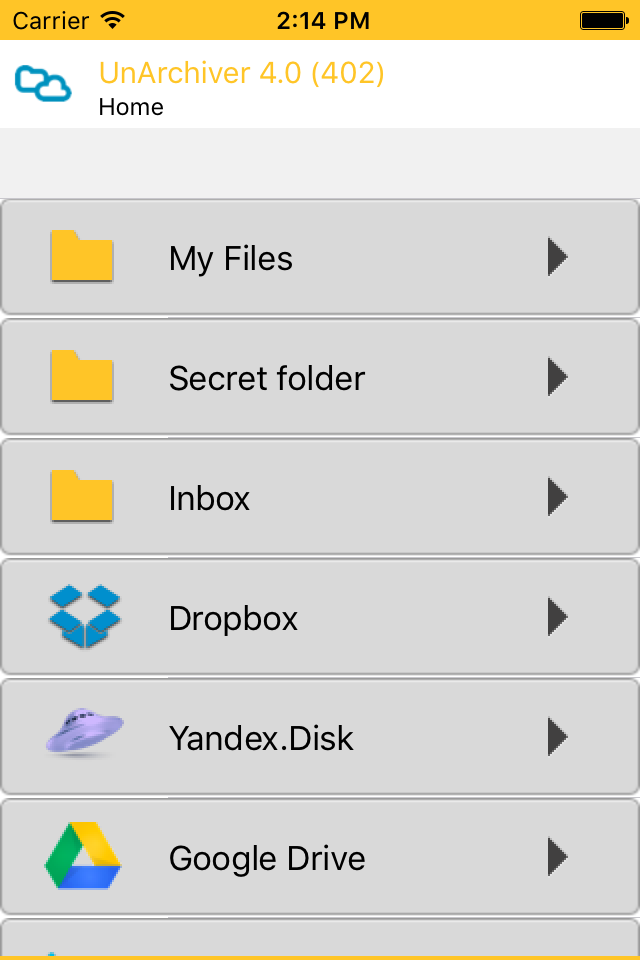 Carrier 2:14 PM
UnArchiver 4.0 (402)
Home
My Files
Secret folder
Inbox
Dropbox
Yandex.Disk
Google Drive